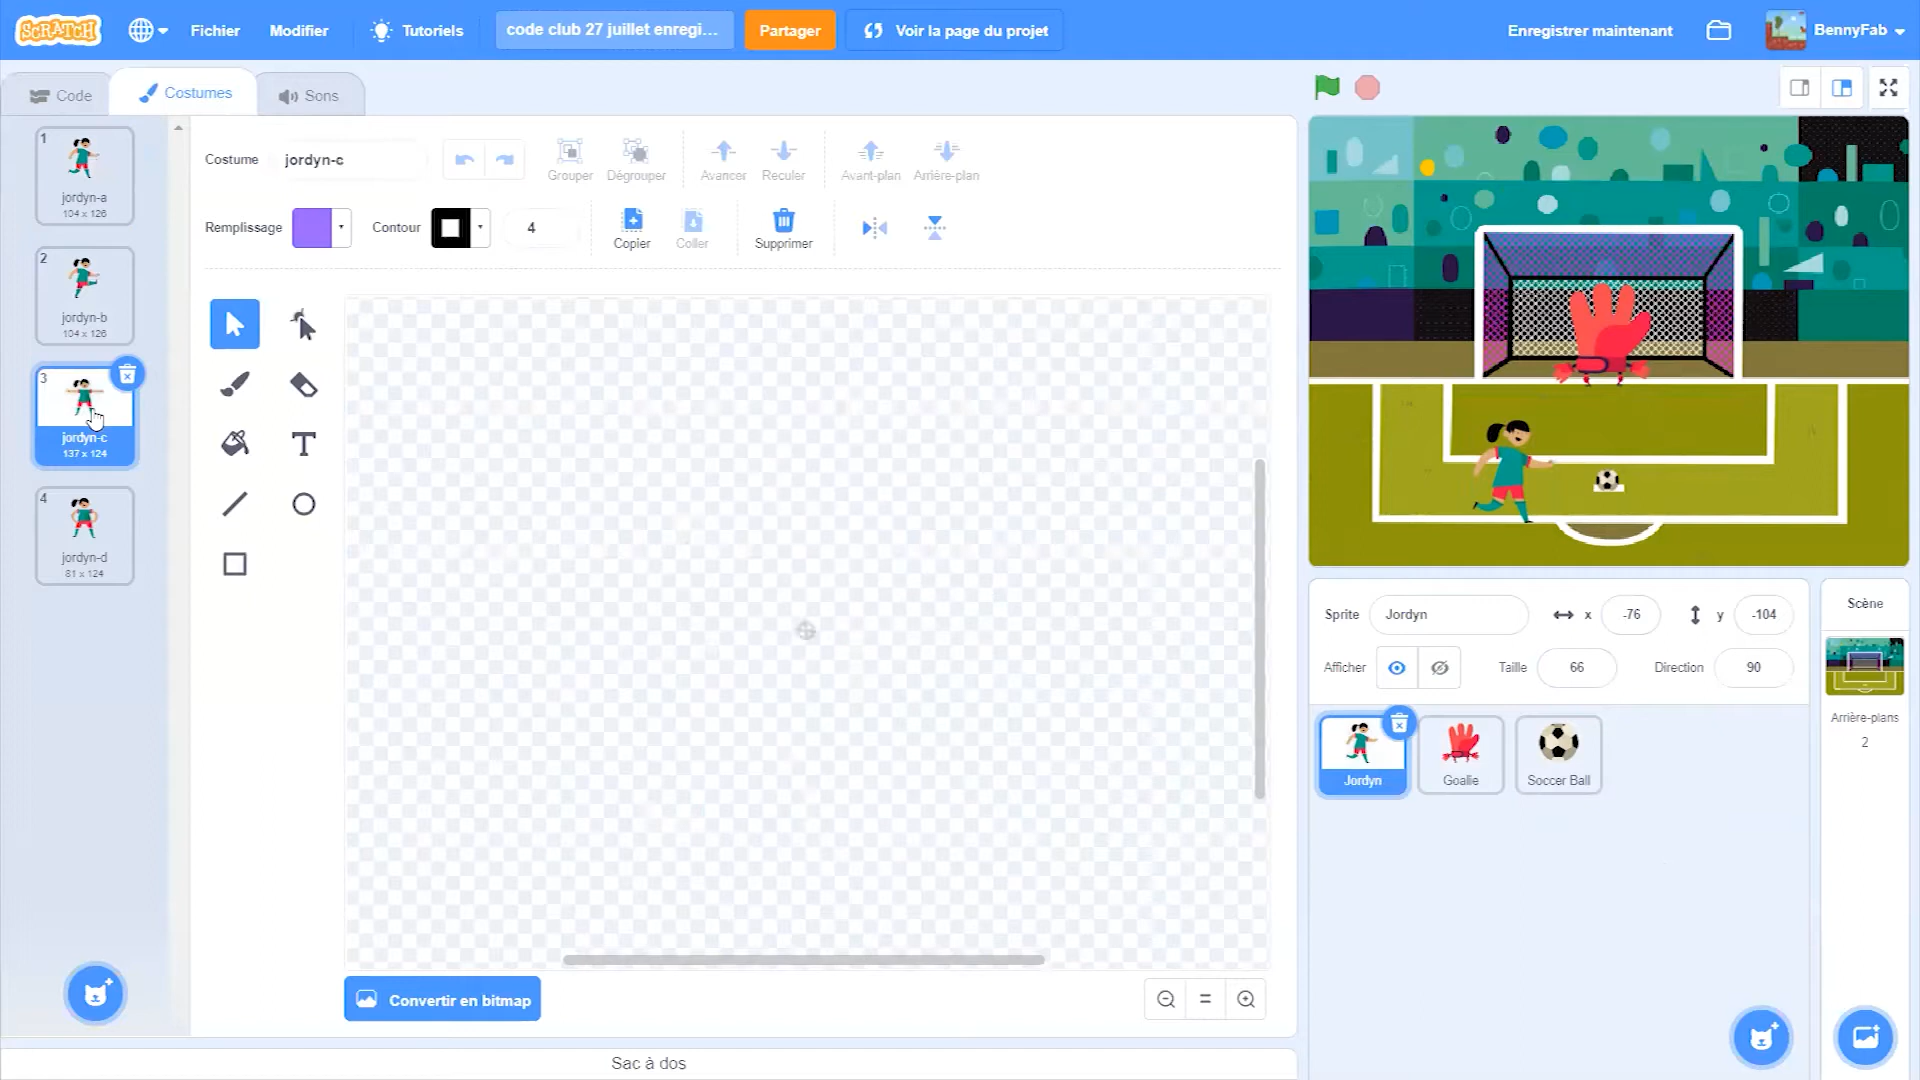 SCRATCH
Fichier
Modifier
Tutoriels
code club 27 juillet enregi...
Partager
Voir la page du projet
Enregistrer maintenant
BennyFab
Code
Costumes
Sons
1
jordyn-a
104 x 126
2
jordyn-b
104 x 126
3
jordyn-c
137 x 124
4
jordyn-d
81 x 124
Costume
jordyn-c
Grouper
Dégrouper
Avancer
Reculer
Avant-plan
Arrière-plan
Remplissage
Contour
4
Copier
Coller
Supprimer
T
Convertir en bitmap
Sac à dos
Sprite
Jordyn
x
-76
y
-104
Afficher
Taille
66
Direction
90
Jordyn
Goalie
Soccer Ball
Scène
Arrière-plans
2